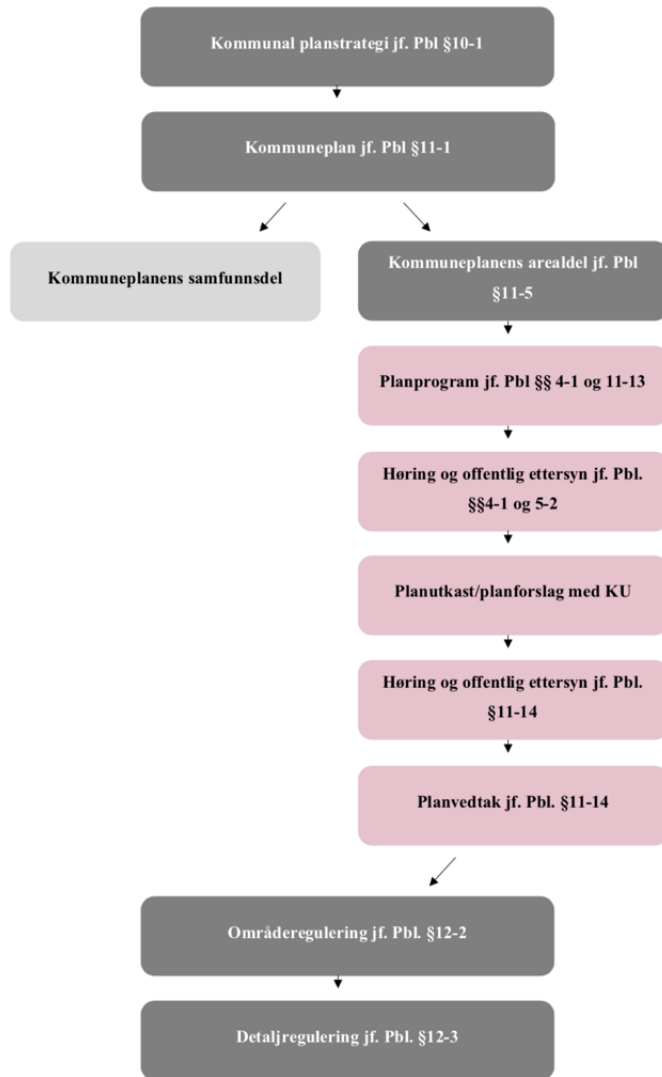 Kommunal planstrategi jf. Pbl §10-1
Kommuneplan jf. Pbl §11-1
Kommuneplanens samfunnsdel
Kommuneplanens arealdel jf. Pbl
§11-5
Planprogram jf. Pbl §§ 4-1 og 11-13
Høring og offentlig ettersyn jf. Pbl.
§§4-1 og 5-2
Planutkast/planforslag med KU
Høring og offentlig ettersyn jf. Pbl.
§11-14
Planvedtak jf. Pbl. §11-14
Områderegulering jf. Pbl. §12-2
Detaljregulering jf. Pbl. §12-3